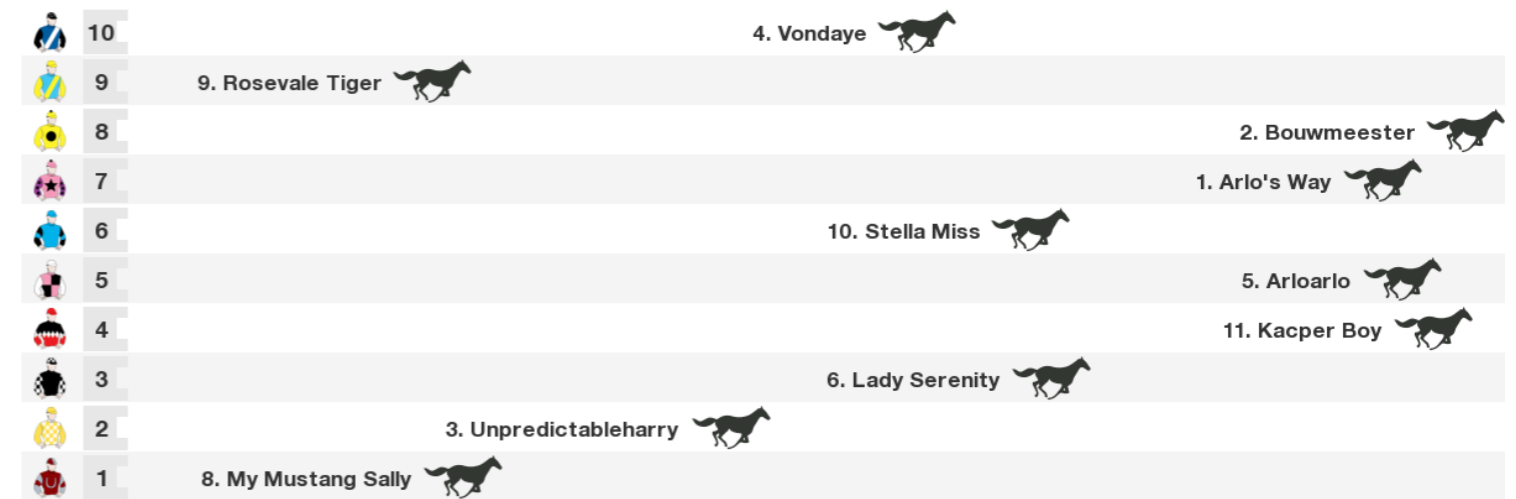 10 4. Vondaye
9 9. Rosevale Tiger
8 2. Bouwmeester
7 1. Arlo's Way
6 10. Stella Miss
5 5. Arloarlo
4 11. Kacper Boy
3 6. Lady Serenity
2 3. Unpredictableharry
1 8. My Mustang Sally